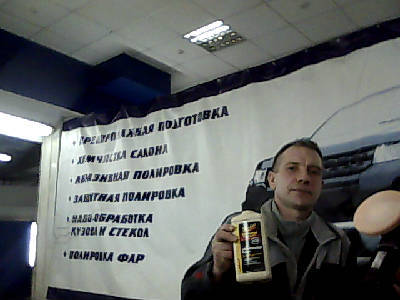 • ПРЕДПРОДАЖНАЯ ПОДГОТОВКА
• ХИМЧИСТКА САЛОНА
• АБРАЗИВНАЯ ПОЛИРОВКА
• ЗАЩИТНАЯ ПОЛИРОВКА
• НАНО-ОБРАБОТКА
КУЗОВА И СТЕКОЛ
• ПОЛИРОВКА ФАР